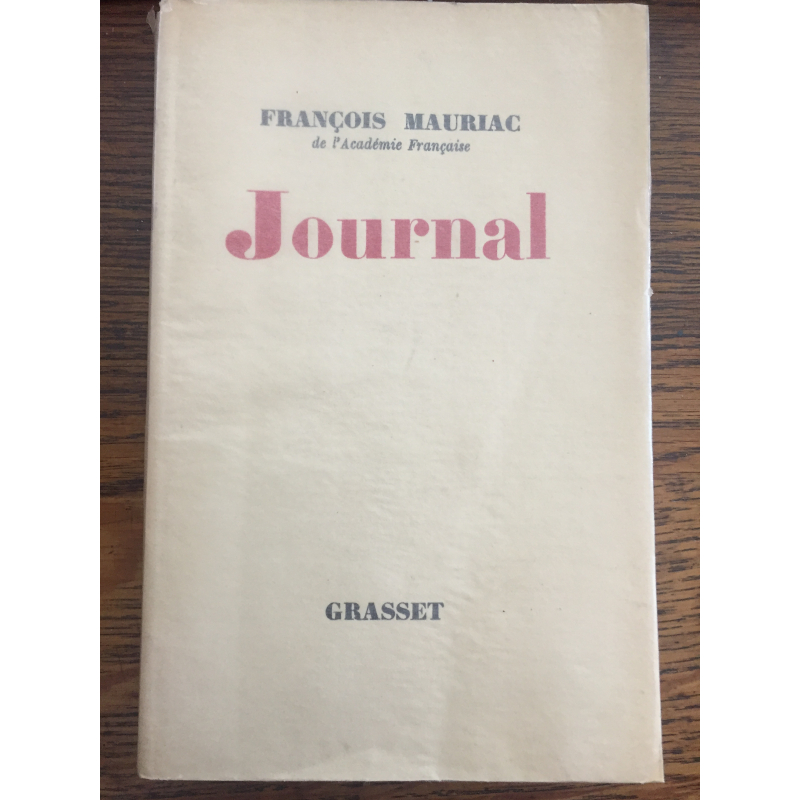 FRANÇOIS MAURIAC
de l'Académie Française
Journal
GRASSET